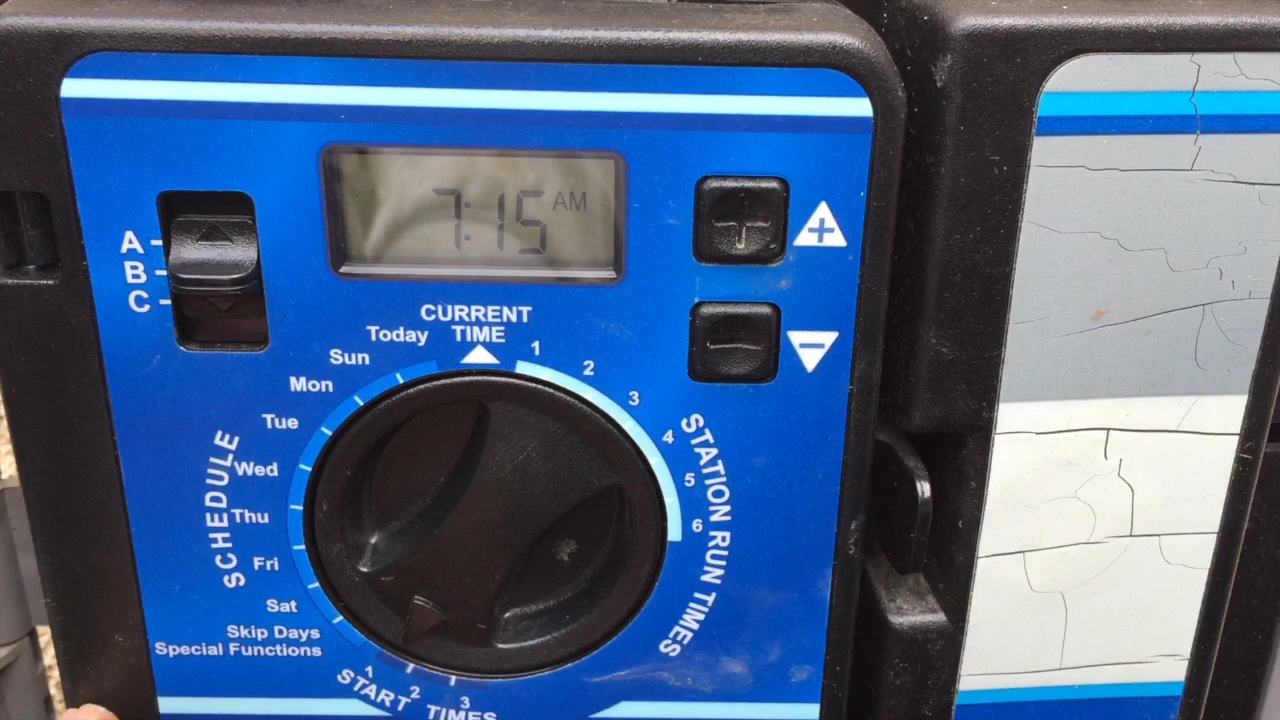 7:15 AM
A
B
C
+
-
CURRENT
TIME
Today
Sun
Mon
Tue
Wed
Thu
Fri
Sat
Skip Days
Special Functions
SCHEDULE
1
2
3
4
5
6
STATION RUN TIMES
1
2
3
START TIMES